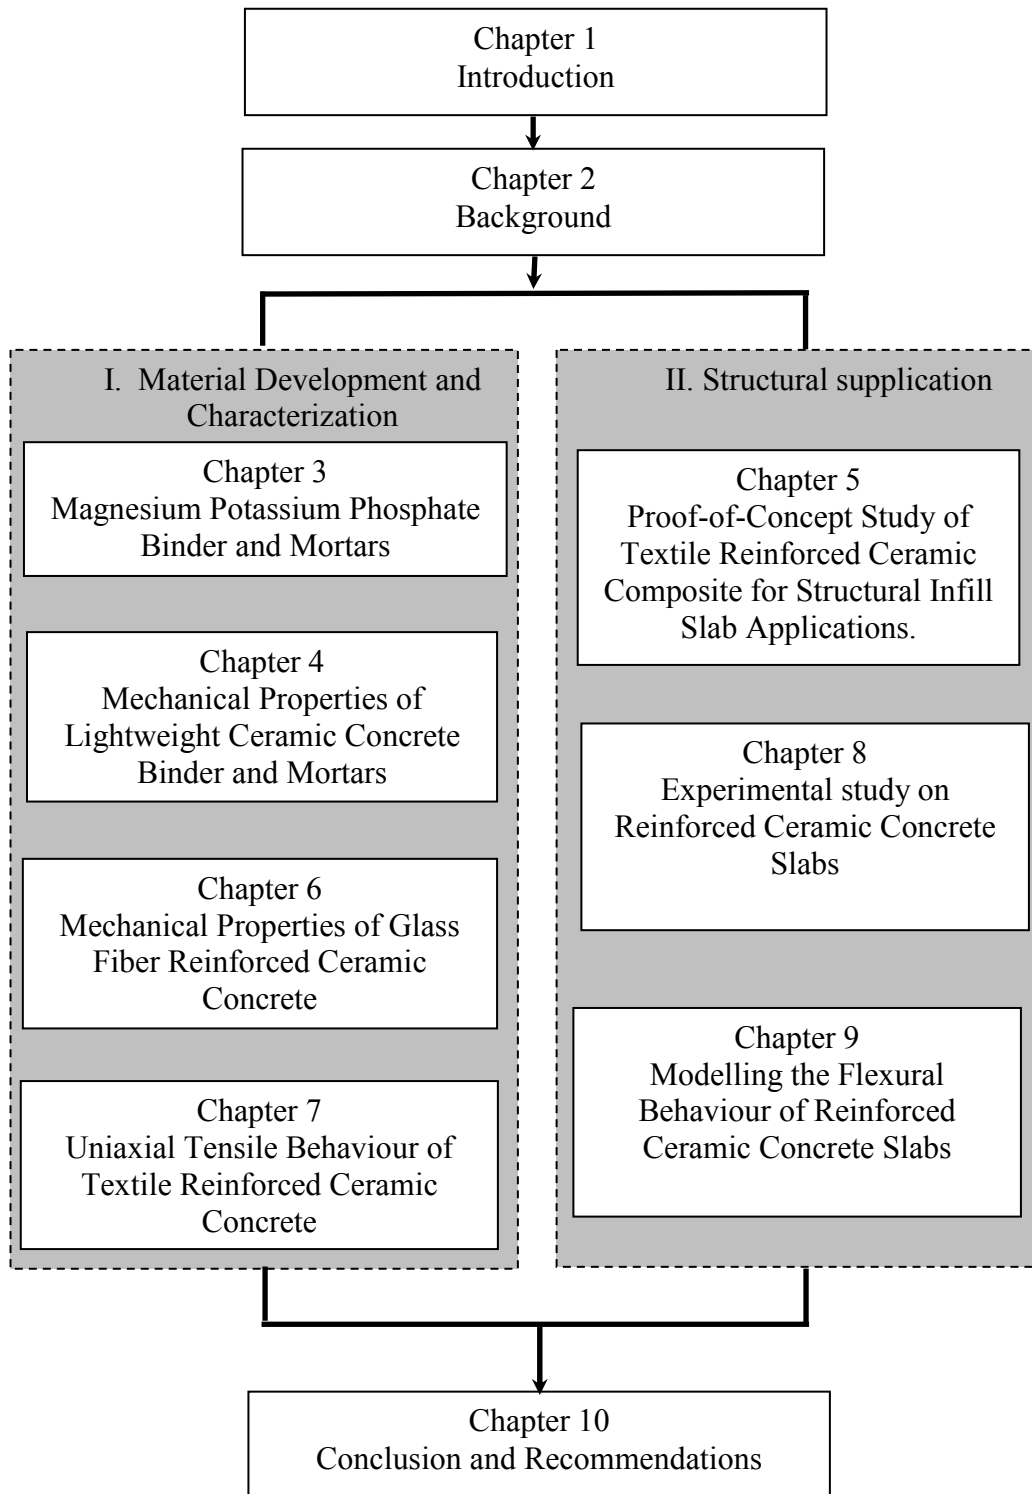 Chapter 1
Introduction
Chapter 2
Background
I. Material Development and
Characterization
Chapter 3
Magnesium Potassium Phosphate
Binder and Mortars
Chapter 4
Mechanical Properties of
Lightweight Ceramic Concrete
Binder and Mortars
Chapter 6
Mechanical Properties of Glass
Fiber Reinforced Ceramic
Concrete
Chapter 7
Uniaxial Tensile Behaviour of
Textile Reinforced Ceramic
Concrete
II. Structural supplication
Chapter 5
Proof-of-Concept Study of
Textile Reinforced Ceramic
Composite for Structural Infill
Slab Applications.
Chapter 8
Experimental study on
Reinforced Ceramic Concrete
Slabs
Chapter 9
Modelling the Flexural
Behaviour of Reinforced
Ceramic Concrete Slabs
Chapter 10
Conclusion and Recommendations